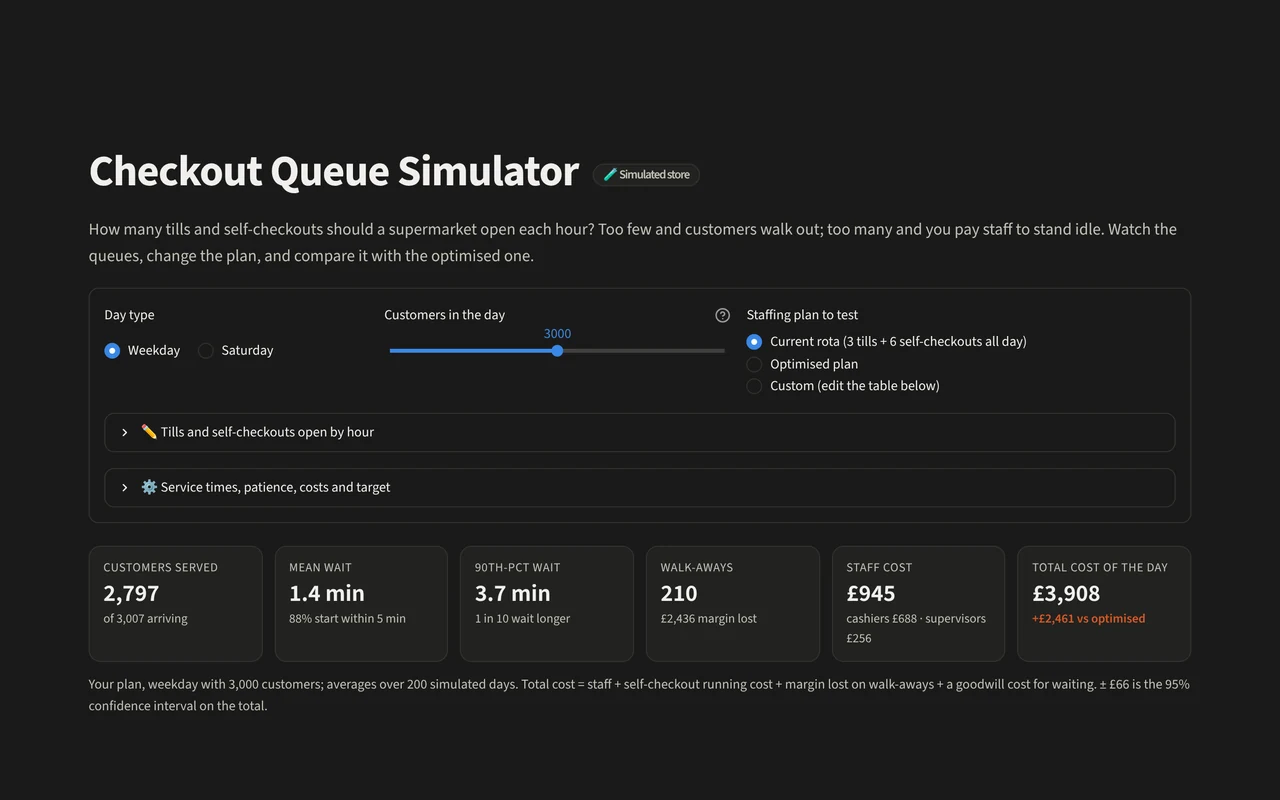 Checkout Queue Simulator
🧪 Simulated store
How many tills and self-checkouts should a supermarket open each hour? Too few and customers walk out; too many and you pay staff to stand idle. Watch the
queues, change the plan, and compare it with the optimised one.
Day type
Weekday
Saturday
Customers in the day
3000
Staffing plan to test
Current rota (3 tills + 6 self-checkouts all day)
Optimised plan
Custom (edit the table below)
✏️ Tills and self-checkouts open by hour
⚙️ Service times, patience, costs and target
CUSTOMERS SERVED
2,797
of 3,007 arriving
MEAN WAIT
1.4 min
88% start within 5 min
90TH-PCT WAIT
3.7 min
1 in 10 wait longer
WALK-AWAYS
210
£2,436 margin lost
STAFF COST
£945
cashiers £688 · supervisors
£256
TOTAL COST OF THE DAY
£3,908
+£2,461 vs optimised
Your plan, weekday with 3,000 customers; averages over 200 simulated days. Total cost = staff + self-checkout running cost + margin lost on walk-aways + a goodwill cost for waiting. ± £66 is the 95%
confidence interval on the total.